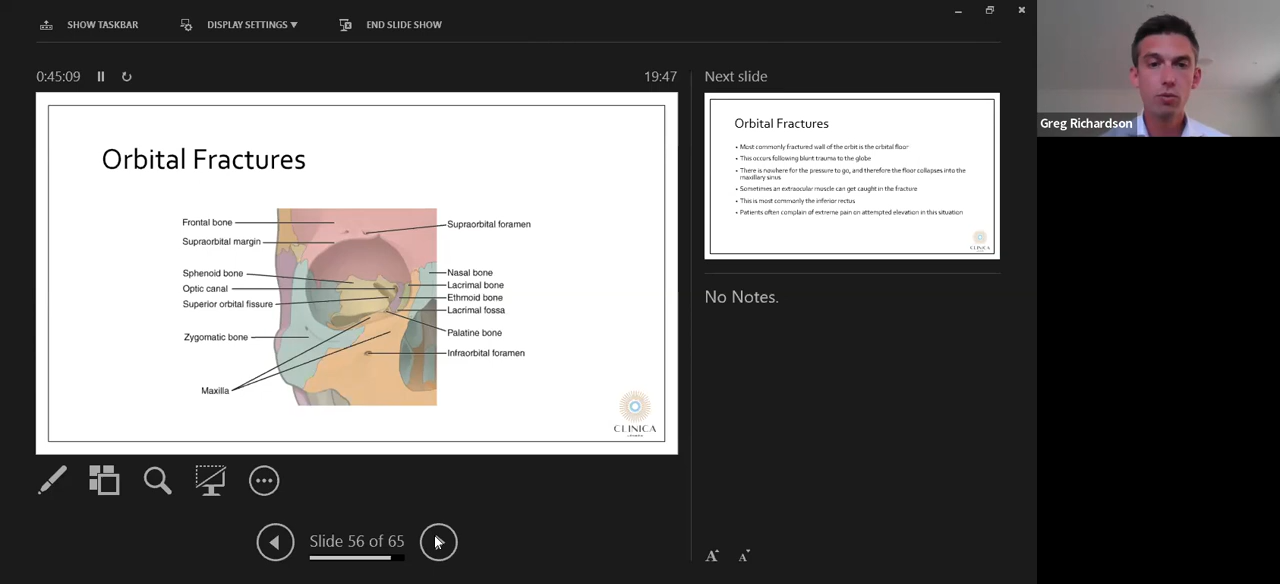 SHOW TASKBAR
DISPLAY SETTINGS ▼
END SLIDE SHOW
0:45:09
19:47
Next slide
Orbital Fractures
Frontal bone
Supraorbital margin
Sphenoid bone
Optic canal
Superior orbital fissure
Zygomatic bone
Maxilla
Supraorbital foramen
Nasal bone
Lacrimal bone
Ethmoid bone
Lacrimal fossa
Palatine bone
Infraorbital foramen
CLINICA
LONDON
Orbital Fractures
• Most commonly fractured wall of the orbit is the orbital floor
• This occurs following blunt trauma to the globe
• There is nowhere for the pressure to go, and therefore the floor collapses into the
maxillary sinus
• Sometimes an extraocular muscle can get caught in the fracture
• This is most commonly the inferior rectus
• Patients often complain of extreme pain on attempted elevation in this situation
CLINICA
No Notes.
Slide 56 of 65
A
A
Greg Richardson